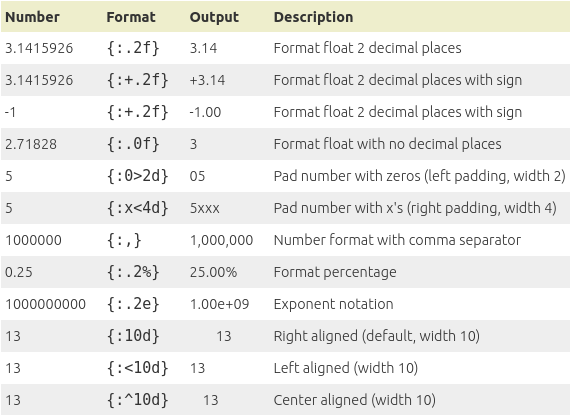 Number Format Output Description
3.1415926 {:.2f} 3.14 Format float 2 decimal places
3.1415926 {:+.2f} +3.14 Format float 2 decimal places with sign
-1 {:+.2f} -1.00 Format float 2 decimal places with sign
2.71828 {:.0f} 3 Format float with no decimal places
5 {:0>2d} 05 Pad number with zeros (left padding, width 2)
5 {:x<4d} 5xxx Pad number with x's (right padding, width 4)
1000000 {:,} 1,000,000 Number format with comma separator
0.25 {:.2%} 25.00% Format percentage
1000000000 {:.2e} 1.00e+09 Exponent notation
13 {:10d} 13 Right aligned (default, width 10)
13 {:<10d} 13 Left aligned (width 10)
13 {:^10d} 13 Center aligned (width 10)